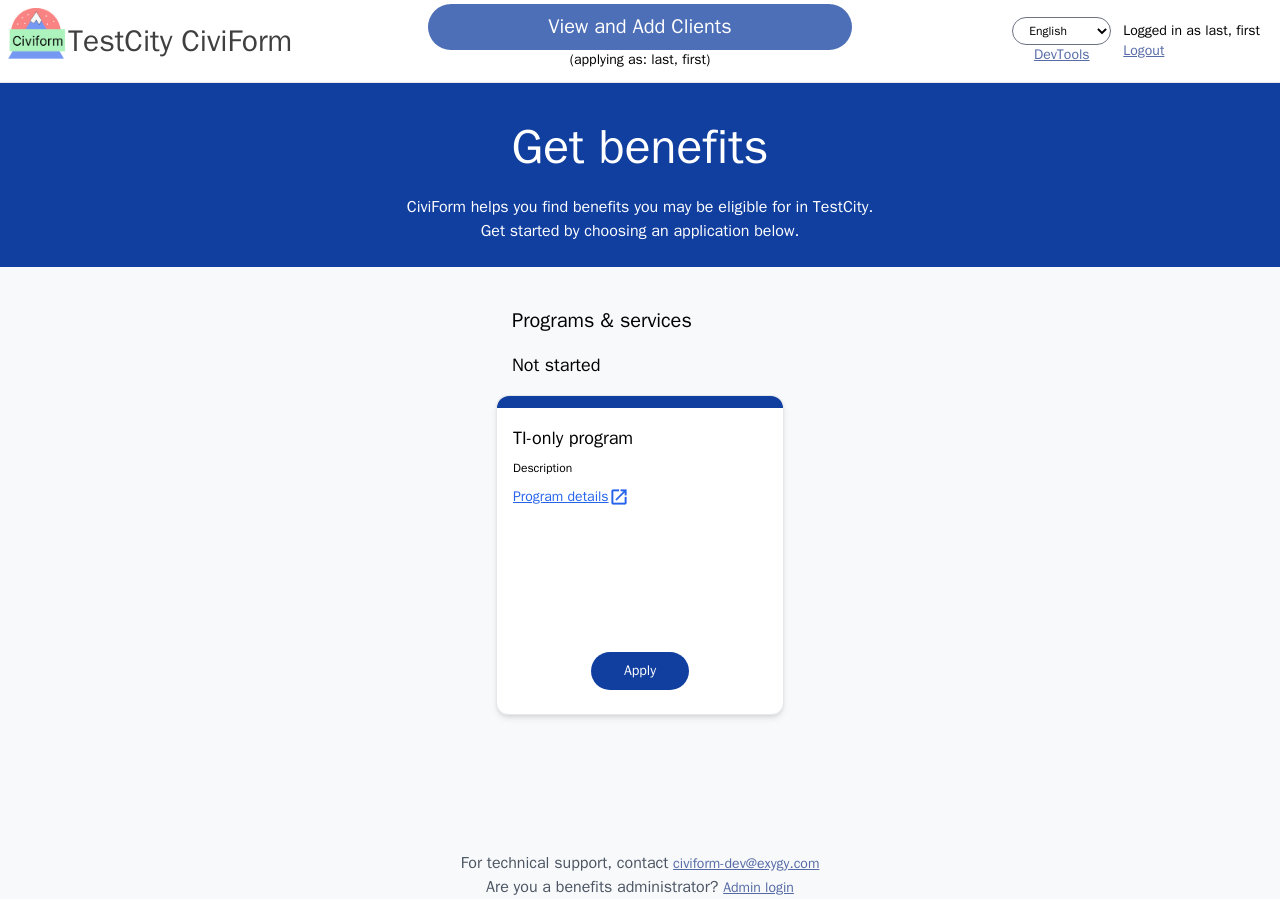 Civiform
TestCity CiviForm
View and Add Clients
(applying as: last, first)
English
DevTools
Logged in as last, first
Logout
Get benefits
CiviForm helps you find benefits you may be eligible for in TestCity.
Get started by choosing an application below.
Programs & services
Not started
TI-only program
Description
Program details
Apply
For technical support, contact civiform-dev@exygy.com
Are you a benefits administrator? Admin login